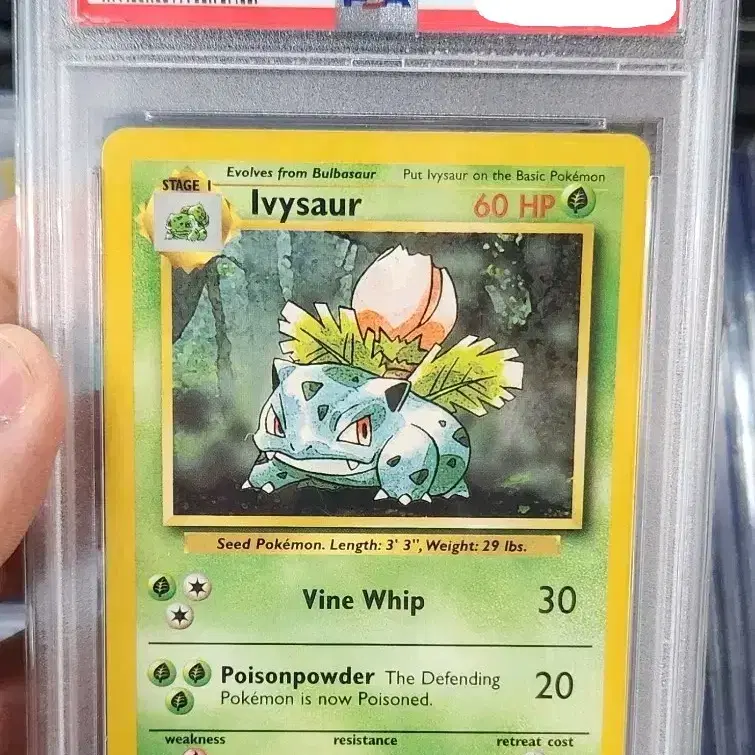 Evolves from Bulbasaur Put Ivysaur on the Basic Pokémon
STAGE 1
Ivysaur 60 HP
Seed Pokémon. Length: 3' 3", Weight: 29 lbs.
Vine Whip 30
Poisonpowder The Defending 20
Pokémon is now Poisoned.
weakness resistance retreat cost